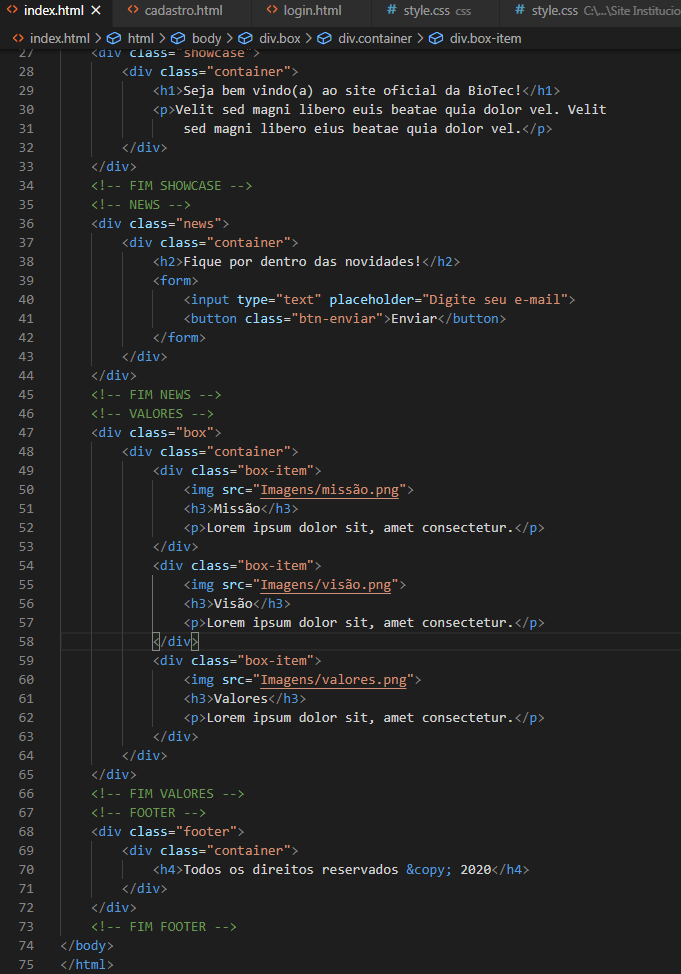 index.html × cadastro.html login.html style.css css style.css C:\...\Site Institucio
index.html > html > body > div.box > div.container > div.box-item
27 <div class="showcase">
28 <div class="container">
29 <h1>Seja bem vindo(a) ao site oficial da BioTec!</h1>
30 <p>Velit sed magni libero euis beatae quia dolor vel. Velit
31 sed magni libero eius beatae quia dolor vel.</p>
32 </div>
33 </div>
34 <!-- FIM SHOWCASE -->
35 <!-- NEWS -->
36 <div class="news">
37 <div class="container">
38 <h2>Fique por dentro das novidades!</h2>
39 <form>
40 <input type="text" placeholder="Digite seu e-mail">
41 <button class="btn-enviar">Enviar</button>
42 </form>
43 </div>
44 </div>
45 <!-- FIM NEWS -->
46 <!-- VALORES -->
47 <div class="box">
48 <div class="container">
49 <div class="box-item">
50 <img src="Imagens/missão.png">
51 <h3>Missão</h3>
52 <p>Lorem ipsum dolor sit, amet consectetur.</p>
53 </div>
54 <div class="box-item">
55 <img src="Imagens/visão.png">
56 <h3>Visão</h3>
57 <p>Lorem ipsum dolor sit, amet consectetur.</p>
58 </div>
59 <div class="box-item">
60 <img src="Imagens/valores.png">
61 <h3>Valores</h3>
62 <p>Lorem ipsum dolor sit, amet consectetur.</p>
63 </div>
64 </div>
65 </div>
66 <!-- FIM VALORES -->
67 <!-- FOOTER -->
68 <div class="footer">
69 <div class="container">
70 <h4>Todos os direitos reservados &copy; 2020</h4>
71 </div>
72 </div>
73 <!-- FIM FOOTER -->
74 </body>
75 </html>